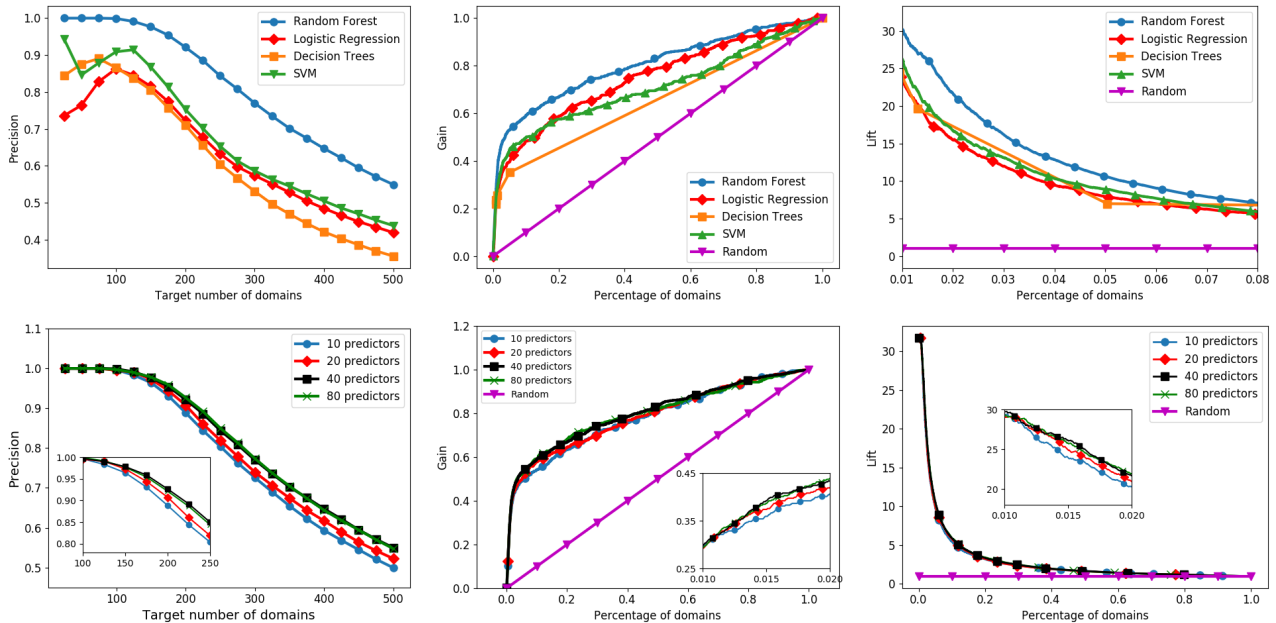 1.0
0.9
0.8
0.7
0.6
0.5
0.4
Precision
100
200
300
400
500
Target number of domains
Random Forest
Logistic Regression
Decision Trees
SVM
1.0
0.8
0.6
0.4
0.2
0.0
Gain
0.0
0.2
0.4
0.6
0.8
1.0
Percentage of domains
Random Forest
Logistic Regression
Decision Trees
SVM
Random
30
25
20
15
10
5
0
Lift
0.01
0.02
0.03
0.04
0.05
0.06
0.07
0.08
Percentage of domains
Random Forest
Logistic Regression
Decision Trees
SVM
Random
1.1
1.0
0.9
0.8
0.7
0.6
0.5
Precision
100
200
300
400
500
Target number of domains
10 predictors
20 predictors
40 predictors
80 predictors
1.00
0.95
0.90
0.85
0.80
100
150
200
250
1.2
1.0
0.8
0.6
0.4
0.2
0.0
Gain
0.0
0.2
0.4
0.6
0.8
1.0
Percentage of domains
10 predictors
20 predictors
40 predictors
80 predictors
Random
0.45
0.35
0.25
0.010
0.015
0.020
30
25
20
15
10
5
0
Lift
0.0
0.2
0.4
0.6
0.8
1.0
Percentage of domains
10 predictors
20 predictors
40 predictors
80 predictors
Random
30
25
20
0.010
0.015
0.020